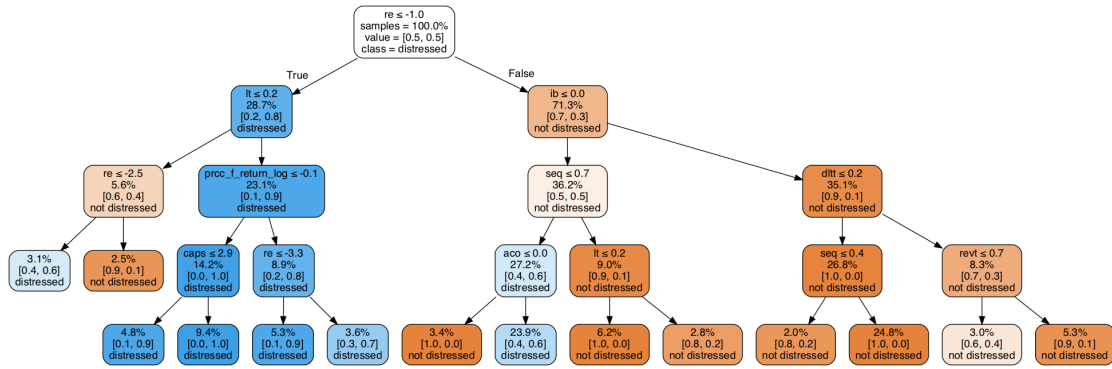 re ≤ -1.0
samples = 100.0%
value = [0.5, 0.5]
class = distressed
True
False
lt ≤ 0.2
28.7%
[0.2, 0.8]
distressed
ib ≤ 0.0
71.3%
[0.7, 0.3]
not distressed
re ≤ -2.5
5.6%
[0.6, 0.4]
not distressed
prcc_f_return_log ≤ -0.1
23.1%
[0.1, 0.9]
distressed
seq ≤ 0.7
36.2%
[0.5, 0.5]
not distressed
dltt ≤ 0.2
35.1%
[0.9, 0.1]
not distressed
3.1%
[0.4, 0.6]
distressed
2.5%
[0.9, 0.1]
not distressed
caps ≤ 2.9
14.2%
[0.0, 1.0]
distressed
re ≤ -3.3
8.9%
[0.2, 0.8]
distressed
aco ≤ 0.0
27.2%
[0.4, 0.6]
distressed
lt ≤ 0.2
9.0%
[0.9, 0.1]
not distressed
seq ≤ 0.4
26.8%
[1.0, 0.0]
not distressed
revt ≤ 0.7
8.3%
[0.7, 0.3]
not distressed
4.8%
[0.1, 0.9]
distressed
9.4%
[0.0, 1.0]
distressed
5.3%
[0.1, 0.9]
distressed
3.6%
[0.3, 0.7]
distressed
3.4%
[1.0, 0.0]
not distressed
23.9%
[0.4, 0.6]
distressed
6.2%
[1.0, 0.0]
not distressed
2.8%
[0.8, 0.2]
not distressed
2.0%
[0.8, 0.2]
not distressed
24.8%
[1.0, 0.0]
not distressed
3.0%
[0.6, 0.4]
not distressed
5.3%
[0.9, 0.1]
not distressed